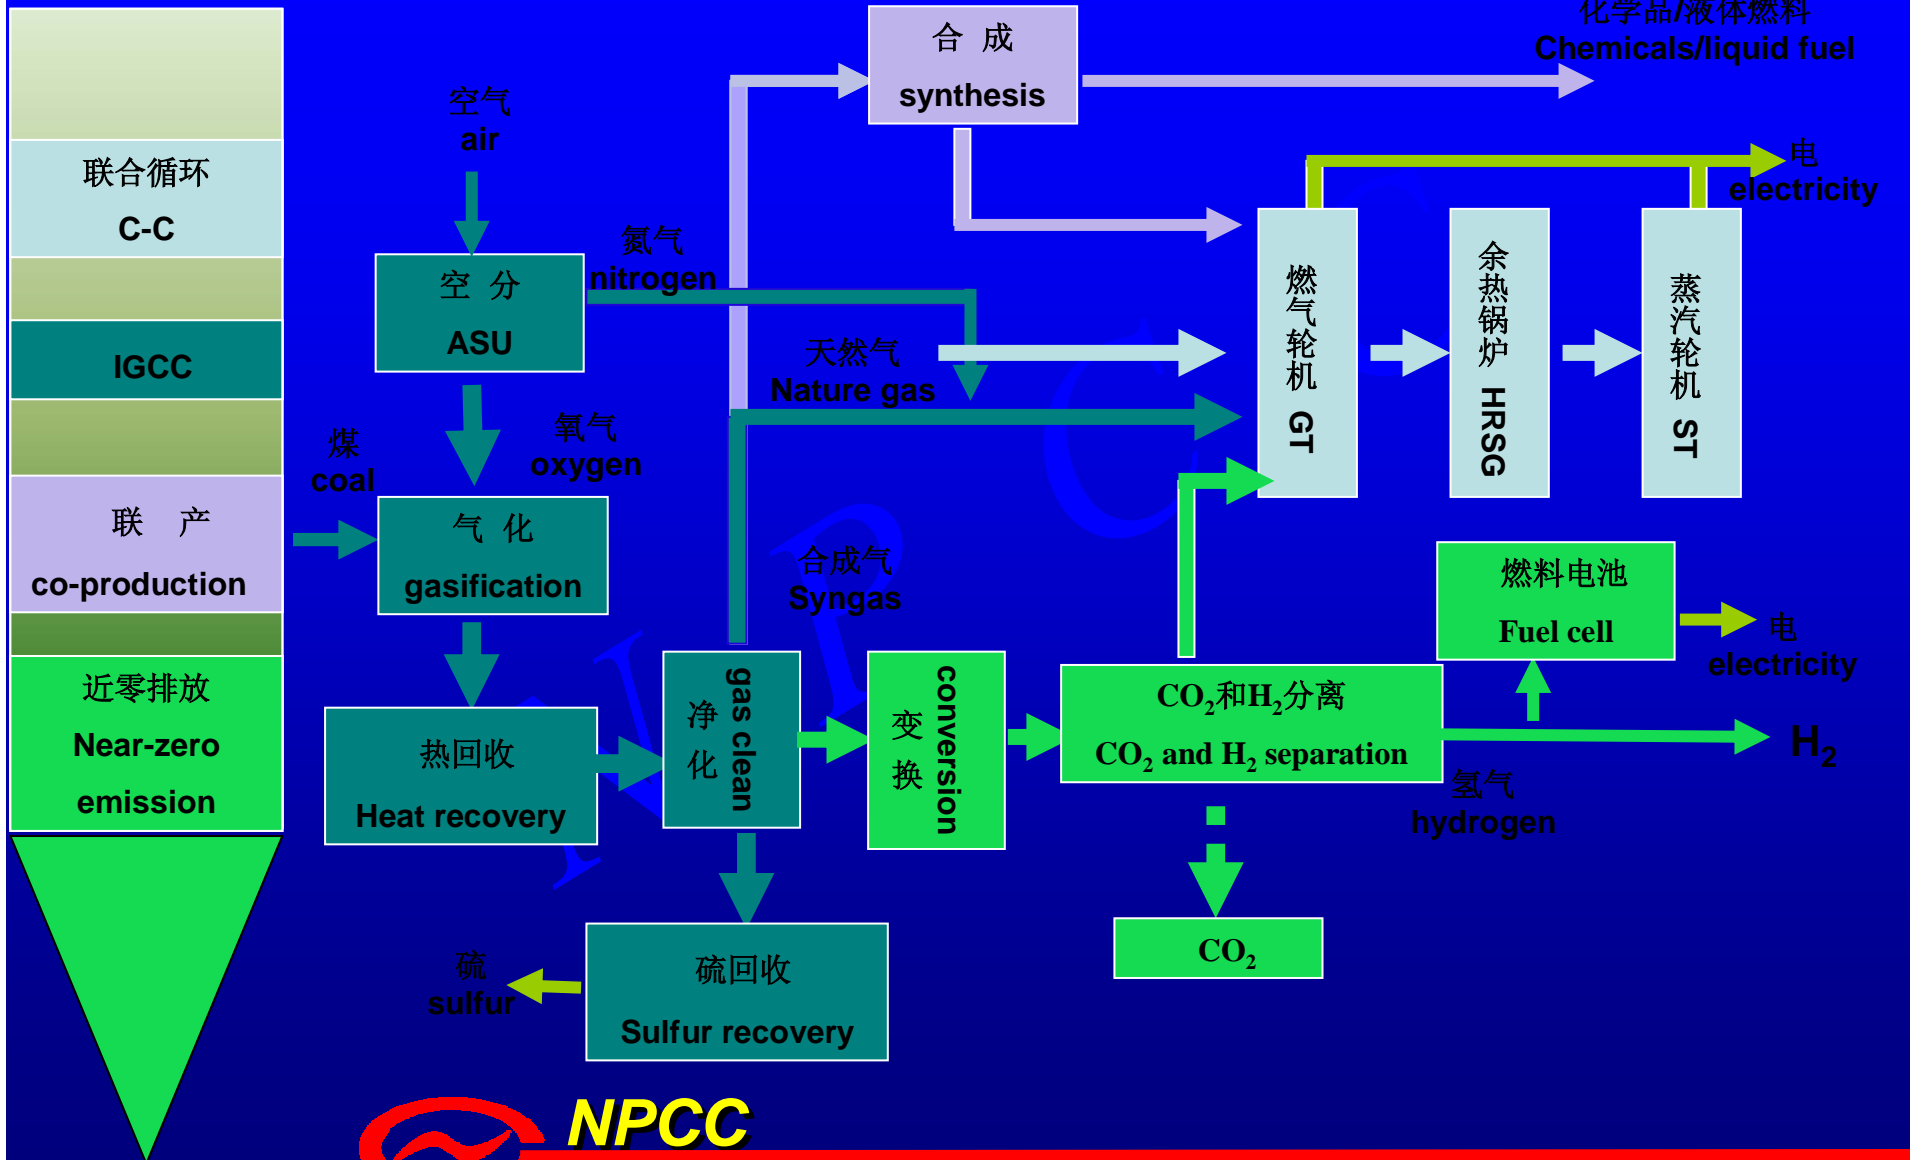 化学品/液体燃料
Chemicals/liquid fuel
合 成
synthesis
空气
air
联合循环
C-C
电
electricity
氮气
nitrogen
空 分
ASU
燃气轮机 GT
余热锅炉 HRSG
蒸汽轮机 ST
IGCC
天然气
Nature gas
氧气
oxygen
煤
coal
联 产
co-production
气 化
gasification
合成气
Syngas
燃料电池
Fuel cell
电
electricity
近零排放
Near-zero
emission
热回收
Heat recovery
净化
gas clean
变换
conversion
CO₂和H₂分离
CO₂ and H₂ separation
H₂
氢气
hydrogen
CO₂
硫
sulfur
硫回收
Sulfur recovery
NPCC
N P C C